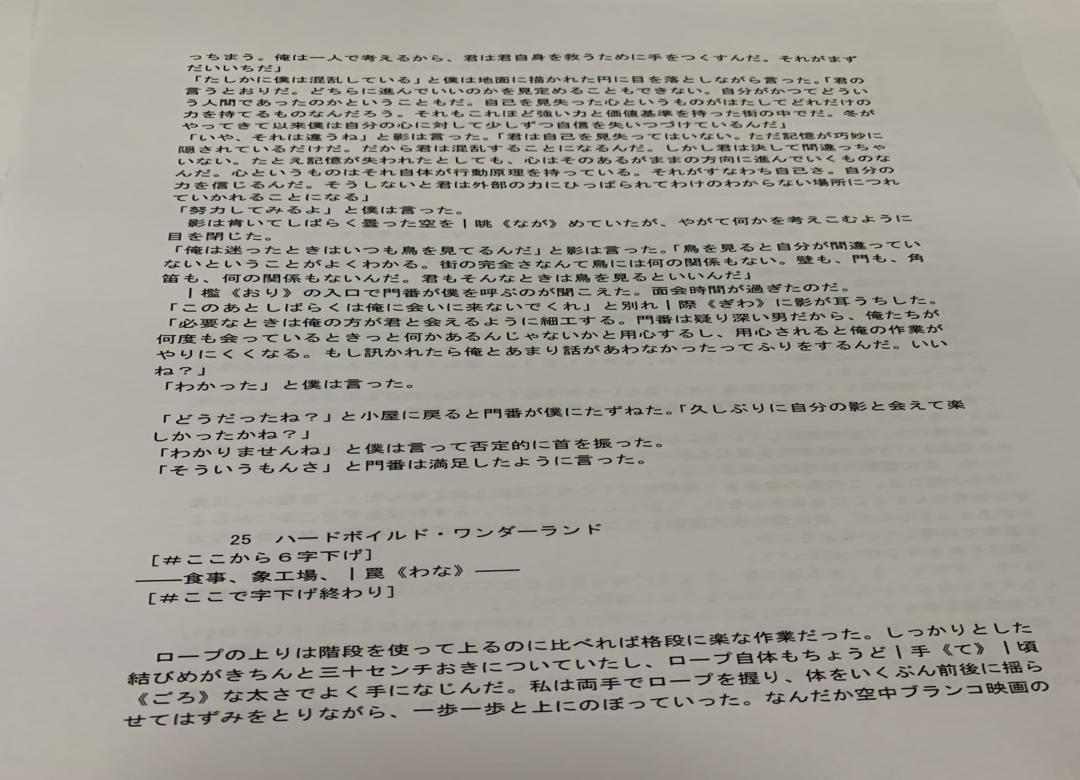 っちまう。俺は一人で考えるから、君は君自身を救うために手をつくすんだ。それがまず
だいいちだ」
「たしかに僕は混乱している」と僕は地面に描かれた円に目を落としながら言った。「君の
言うとおりだ。どちらに進んでいいのかを見定めることもできない。自分がかつてどうい
う人間であったのかということもだ。自己を見失った心というものがはたしてどれだけの
力を持てるものなんだろう。それもこれほど強い力と価値基準を持った街の中でだ。冬が
やってきて以来僕は自分の心に対して少しずつ自信を失いつづけているんだ」
「いや、それは違うね」と影は言った。「君は自己を見失ってはいない。ただ記憶が巧妙に
隠されているだけだ。だから君は混乱することになるんだ。しかし君は決して間違っちゃ
いない。たとえ記憶が失われたとしても、心はそのあるがままの方向に進んでいくものな
んだ。心というものはそれ自体が行動原理を持っている。それがすなわち自己さ。自分の
力を信じるんだ。そうしないと君は外部の力にひっぱられてわけのわからない場所につれ
ていかれることになる」
「努力してみるよ」と僕は言った。
影は肯いてしばらく曇った空を｜眺《なが》めていたが、やがて何かを考えこむように
目を閉じた。
「俺は迷ったときはいつも鳥を見てるんだ」と影は言った。「鳥を見ると自分が間違ってい
ないということがよくわかる。街の完全さなんて鳥には何の関係もない。壁も、門も、角
笛も、何の関係もないんだ。君もそんなときは鳥を見るといいんだ」
｜檻《おり》の入口で門番が僕を呼ぶのが聞こえた。面会時間が過ぎたのだ。
「このあとしばらくは俺に会いに来ないでくれ」と別れ｜際《ぎわ》に影が耳うちした。
「必要なときは俺の方が君と会えるように細工する。門番は疑り深い男だから、俺たちが
何度も会っているときっと何かあるんじゃないかと用心するし、用心されると俺の作業が
やりにくくなる。もし訊かれたら俺とあまり話があわなかったってふりをするんだ。いい
ね？」
「わかった」と僕は言った。
「どうだったね？」と小屋に戻ると門番が僕にたずねた。「久しぶりに自分の影と会えて楽
しかったかね？」
「わかりませんね」と僕は言って否定的に首を振った。
「そういうもんさ」と門番は満足したように言った。
25　ハードボイルド・ワンダーランド
［＃ここから６字下げ］
――食事、象工場、｜罠《わな》――
［＃ここで字下げ終わり］
ロープの上りは階段を使って上るのに比べれば格段に楽な作業だった。しっかりとした
結びめがきちんと三十センチおきについていたし、ロープ自体もちょうど｜手《て》｜頃
《ごろ》な太さでよく手になじんだ。私は両手でロープを握り、体をいくぶん前後に揺ら
せてはずみをとりながら、一歩一歩と上にのぼっていった。なんだか空中ブランコ映画の